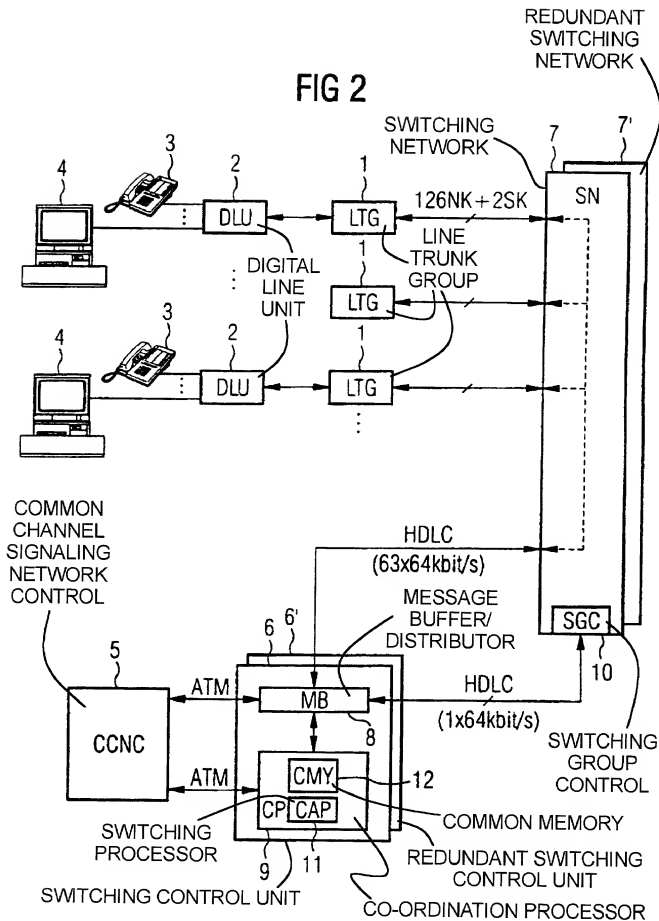 REDUNDANT
SWITCHING
NETWORK
FIG 2
SWITCHING
NETWORK
7
7'
SN
4
3
2
1
DLU
LTG
126NK+2SK
DIGITAL
LINE
UNIT
LINE
TRUNK
GROUP
1
LTG
4
3
2
1
DLU
LTG
COMMON
CHANNEL
SIGNALING
NETWORK
CONTROL
HDLC
(63x64kbit/s)
MESSAGE
BUFFER/
DISTRIBUTOR
SGC
10
5
6
6'
CCNC
ATM
MB
8
HDLC
(1x64kbit/s)
SWITCHING
GROUP
CONTROL
ATM
CMY
12
CP
CAP
9
11
COMMON MEMORY
SWITCHING
PROCESSOR
REDUNDANT SWITCHING
CONTROL UNIT
SWITCHING CONTROL UNIT
CO-ORDINATION PROCESSOR